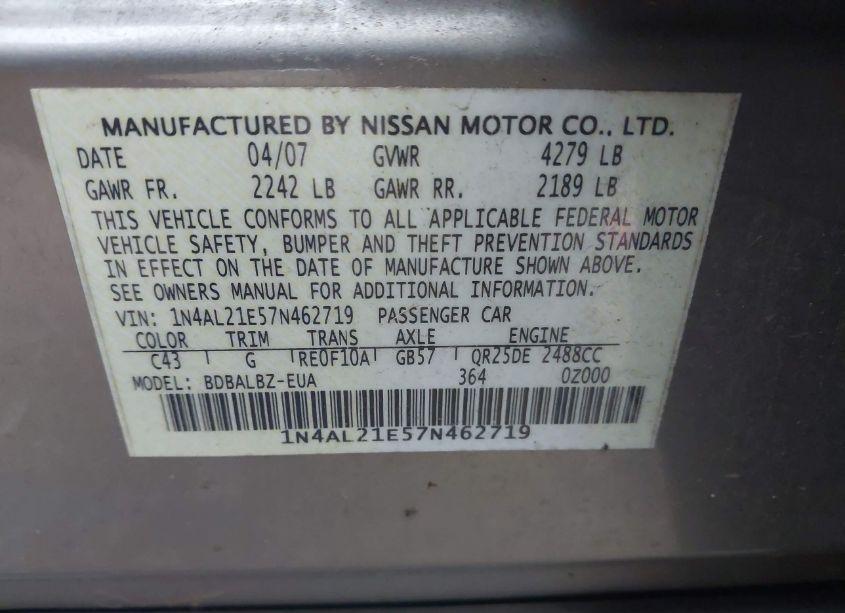 MANUFACTURED BY NISSAN MOTOR CO., LTD.
DATE 04/07 GVWR 4279 LB
GAWR FR. 2242 LB GAWR RR. 2189 LB
THIS VEHICLE CONFORMS TO ALL APPLICABLE FEDERAL MOTOR
VEHICLE SAFETY, BUMPER AND THEFT PREVENTION STANDARDS
IN EFFECT ON THE DATE OF MANUFACTURE SHOWN ABOVE.
SEE OWNERS MANUAL FOR ADDITIONAL INFORMATION.
VIN: 1N4AL21E57N462719 PASSENGER CAR
COLOR TRIM TRANS AXLE ENGINE
C43 G RE0F10A GB57 QR25DE 2488CC
MODEL: BDBALBZ-EUA 364 0Z000
1N4AL21E57N462719